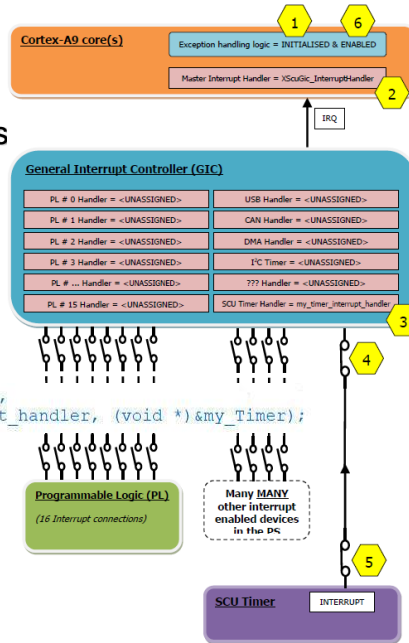 1
6
Cortex-A9 core(s)
Exception handling logic = INITIALISED & ENABLED
Master Interrupt Handler = XScuGic_InterruptHandler
2
IRQ
s
General Interrupt Controller (GIC)
PL # 0 Handler = <UNASSIGNED>
USB Handler = <UNASSIGNED>
PL # 1 Handler = <UNASSIGNED>
CAN Handler = <UNASSIGNED>
PL # 2 Handler = <UNASSIGNED>
DMA Handler = <UNASSIGNED>
PL # 3 Handler = <UNASSIGNED>
I²C Timer = <UNASSIGNED>
PL # ... Handler = <UNASSIGNED>
??? Handler = <UNASSIGNED>
PL # 15 Handler = <UNASSIGNED>
SCU Timer Handler = my_timer_interrupt_handler
3
4
,
t_handler, (void *)&my_Timer);
Programmable Logic (PL)
(16 Interrupt connections)
Many MANY
other interrupt
enabled devices
in the PS
5
SCU Timer
INTERRUPT